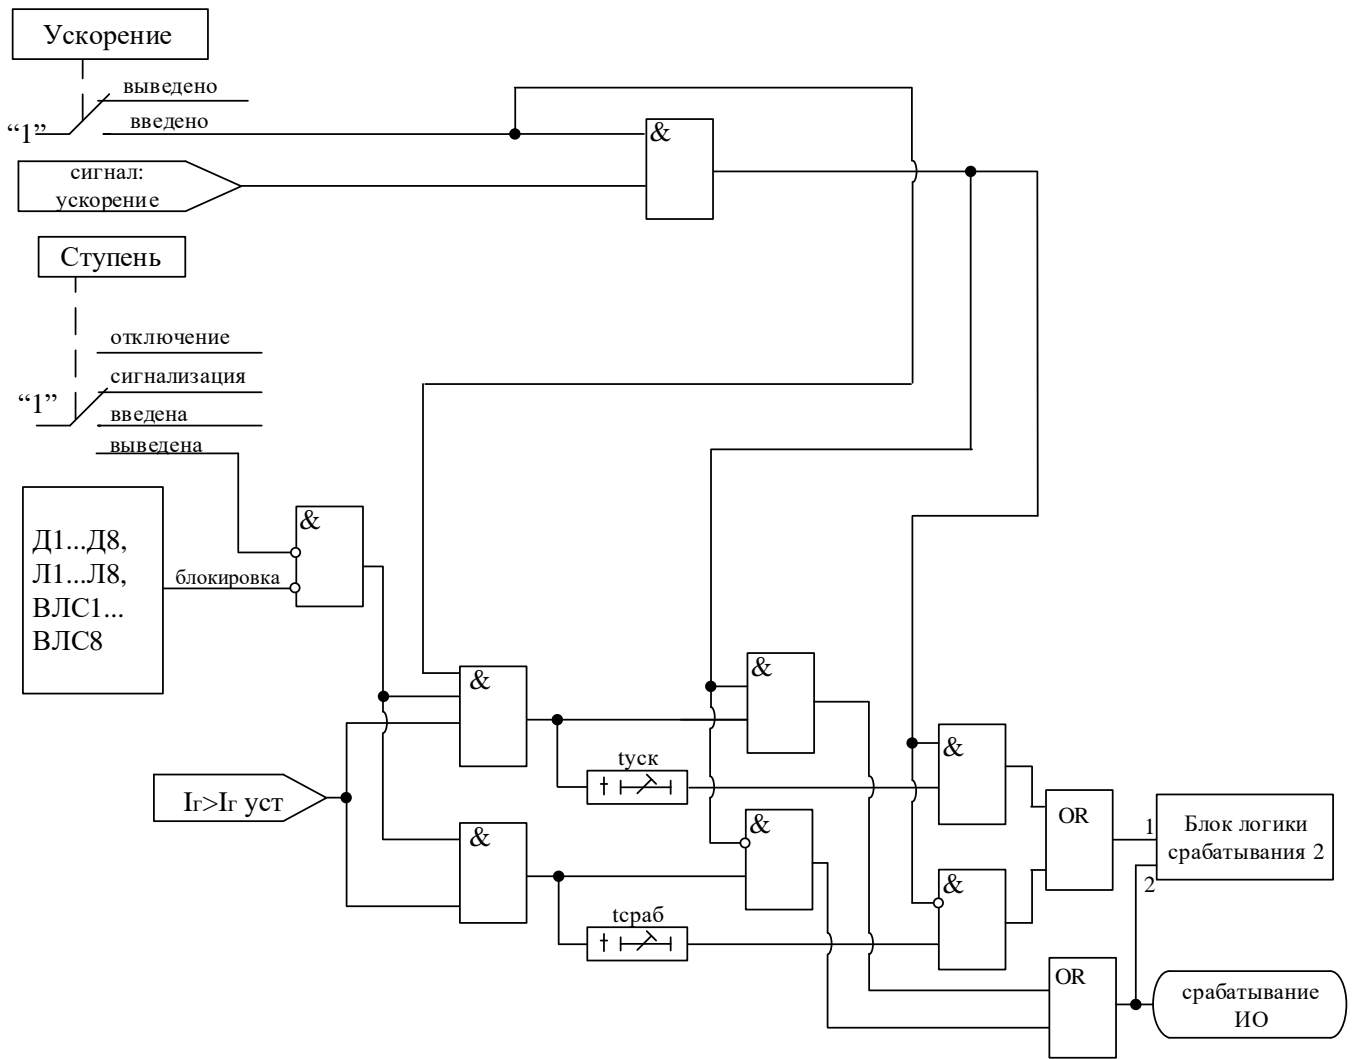 Ускорение
выведено
введено
“1”
&
сигнал:
ускорение
Ступень
отключение
сигнализация
“1”
введена
выведена
&
Д1...Д8,
Л1...Л8,
ВЛС1...
ВЛС8
блокировка
&
&
&
tуск
Iг>Iг уст
OR
1
Блок логики
срабатывания 2
&
&
2
&
tсраб
OR
срабатывание
ИО